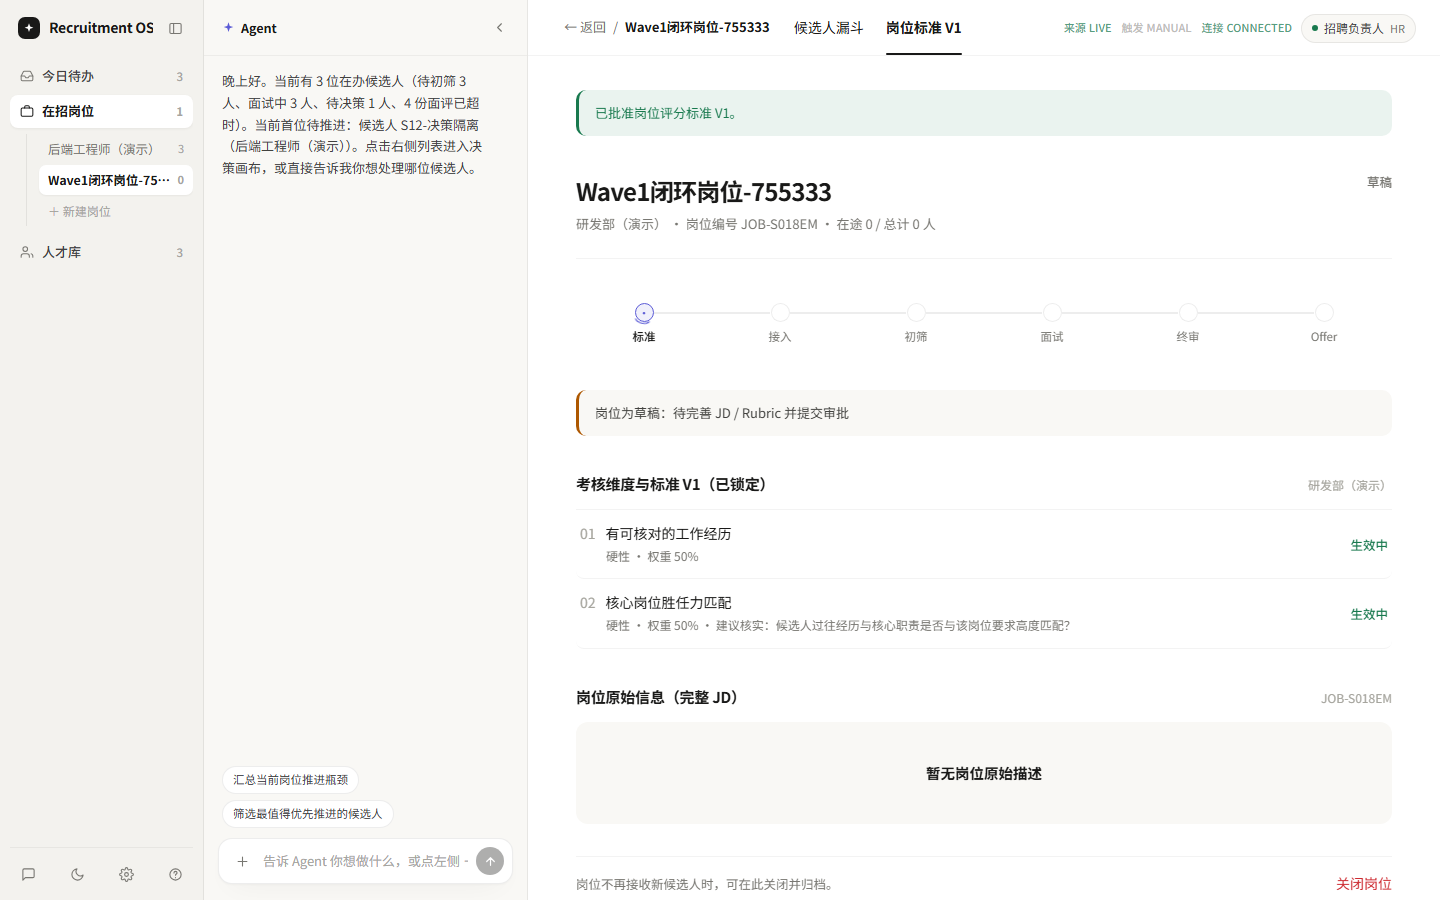 Recruitment OS
今日待办 3
在招岗位 1
后端工程师（演示） 3
Wave1闭环岗位-75… 0
+ 新建岗位
人才库 3
Agent
晚上好。当前有 3 位在办候选人（待初筛 3
人、面试中 3 人、待决策 1 人、4 份面评已超
时）。当前首位待推进：候选人 S12-决策隔离
（后端工程师（演示））。点击右侧列表进入决
策画布，或直接告诉我你想处理哪位候选人。
汇总当前岗位推进瓶颈
筛选最值得优先推进的候选人
告诉 Agent 你想做什么，或点左侧 -
← 返回 / Wave1闭环岗位-755333 候选人漏斗 岗位标准 V1
来源 LIVE 触发 MANUAL 连接 CONNECTED 招聘负责人 HR
已批准岗位评分标准 V1。
Wave1闭环岗位-755333 草稿
研发部（演示） · 岗位编号 JOB-S018EM · 在途 0 / 总计 0 人
标准 接入 初筛 面试 终审 Offer
岗位为草稿：待完善 JD / Rubric 并提交审批
考核维度与标准 V1（已锁定） 研发部（演示）
01 有可核对的工作经历
硬性 · 权重 50%
生效中
02 核心岗位胜任力匹配
硬性 · 权重 50% · 建议核实：候选人过往经历与核心职责是否与该岗位要求高度匹配？
生效中
岗位原始信息（完整 JD） JOB-S018EM
暂无岗位原始描述
岗位不再接收新候选人时，可在此关闭并归档。 关闭岗位